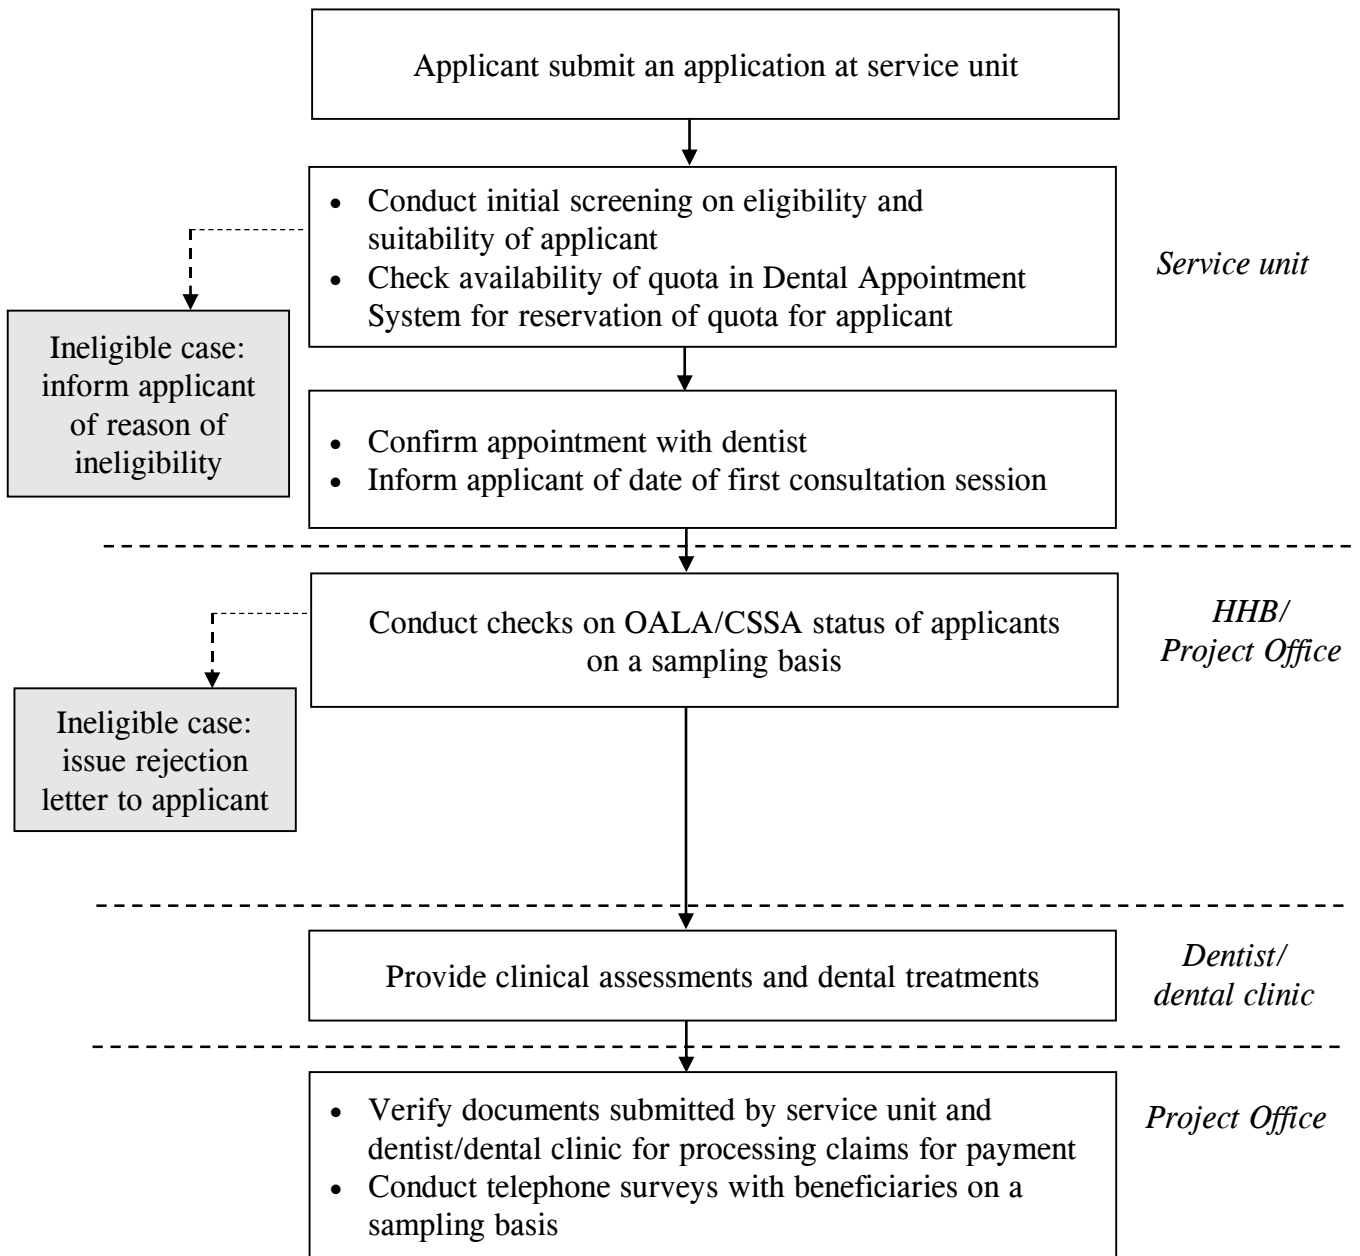 Applicant submit an application at service unit
• Conduct initial screening on eligibility and
suitability of applicant
• Check availability of quota in Dental Appointment
System for reservation of quota for applicant
Service unit
Ineligible case:
inform applicant
of reason of
ineligibility
• Confirm appointment with dentist
• Inform applicant of date of first consultation session
Conduct checks on OALA/CSSA status of applicants
on a sampling basis
HHB/
Project Office
Ineligible case:
issue rejection
letter to applicant
Provide clinical assessments and dental treatments
Dentist/
dental clinic
• Verify documents submitted by service unit and
dentist/dental clinic for processing claims for payment
• Conduct telephone surveys with beneficiaries on a
sampling basis
Project Office